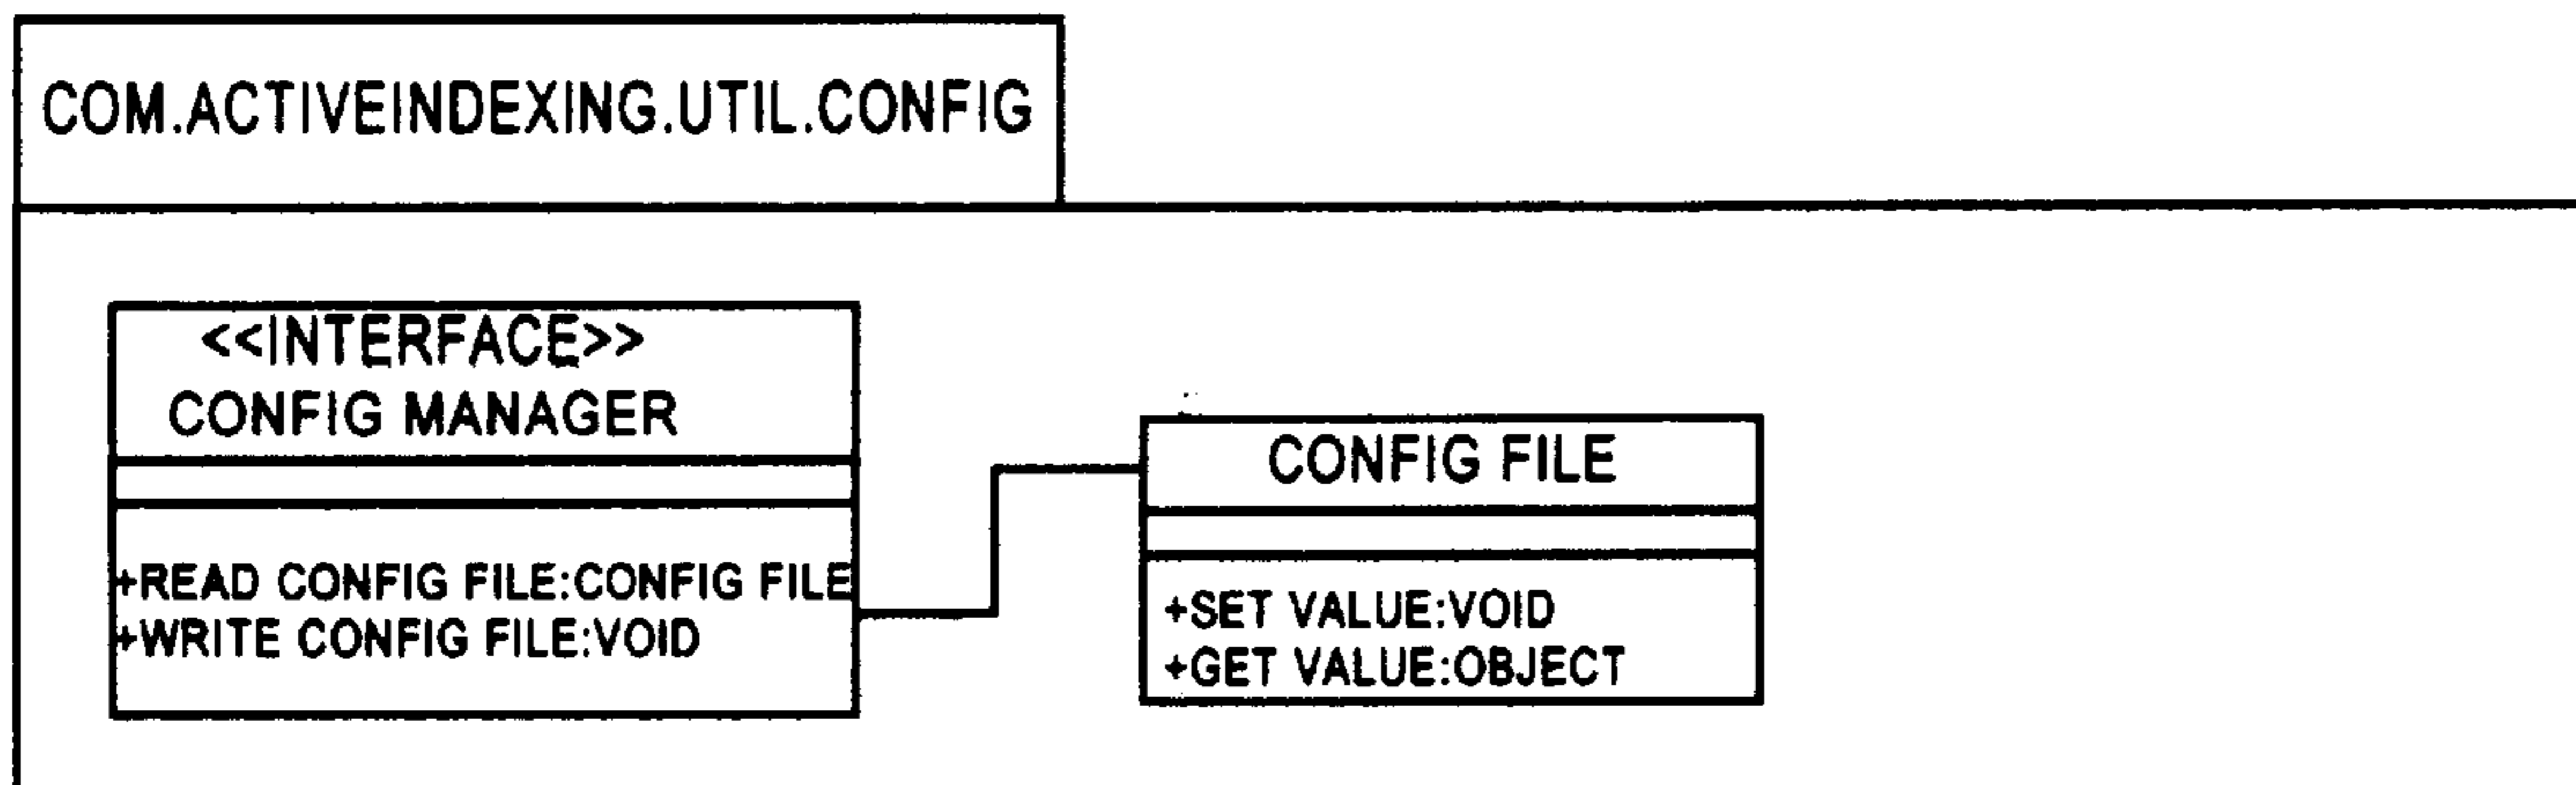 COM.ACTIVEINDEXING.UTIL.CONFIG
<<INTERFACE>>
CONFIG MANAGER
+READ CONFIG FILE:CONFIG FILE
+WRITE CONFIG FILE:VOID
CONFIG FILE
+SET VALUE:VOID
+GET VALUE:OBJECT